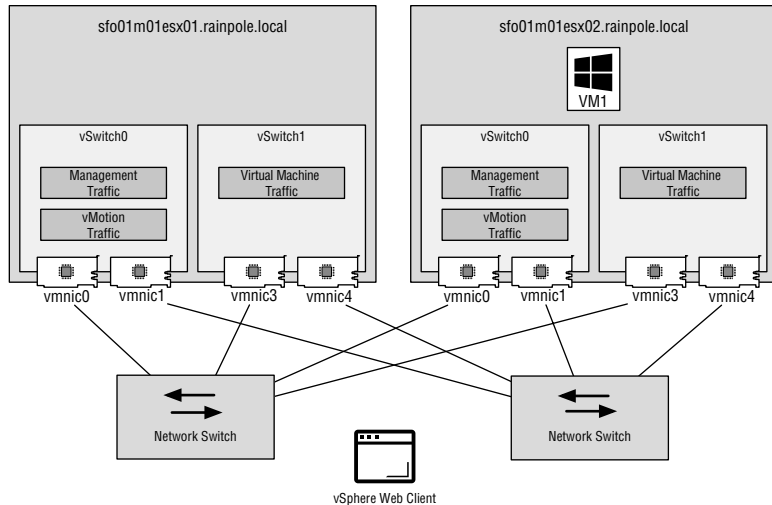 sfo01m01esx01.rainpole.local
sfo01m01esx02.rainpole.local
VM1
vSwitch0
vSwitch1
vSwitch0
vSwitch1
Management
Traffic
Virtual Machine
Traffic
Management
Traffic
Virtual Machine
Traffic
vMotion
Traffic
vMotion
Traffic
vmnic0
vmnic1
vmnic3
vmnic4
vmnic0
vmnic1
vmnic3
vmnic4
Network Switch
Network Switch
vSphere Web Client